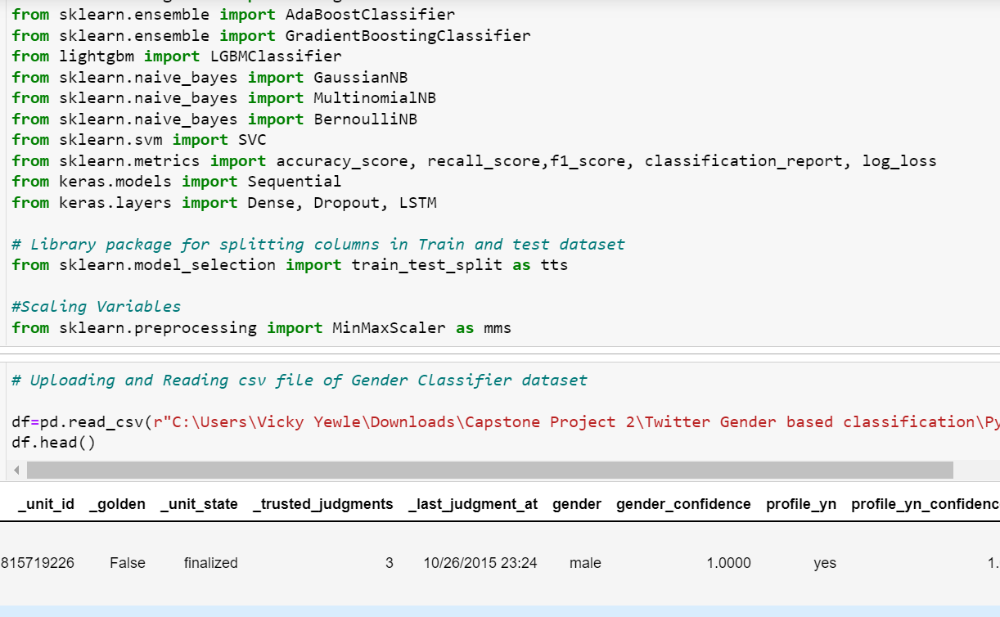 from sklearn.ensemble import AdaBoostClassifier
from sklearn.ensemble import GradientBoostingClassifier
from lightgbm import LGBMClassifier
from sklearn.naive_bayes import GaussianNB
from sklearn.naive_bayes import MultinomialNB
from sklearn.naive_bayes import BernoulliNB
from sklearn.svm import SVC
from sklearn.metrics import accuracy_score, recall_score,f1_score, classification_report, log_loss
from keras.models import Sequential
from keras.layers import Dense, Dropout, LSTM
# Library package for splitting columns in Train and test dataset
from sklearn.model_selection import train_test_split as tts
#Scaling Variables
from sklearn.preprocessing import MinMaxScaler as mms
# Uploading and Reading csv file of Gender Classifier dataset
df=pd.read_csv(r"C:\Users\Vicky Yewle\Downloads\Capstone Project 2\Twitter Gender based classification\Py
df.head()
_unit_id _golden _unit_state _trusted_judgments _last_judgment_at gender gender_confidence profile_yn profile_yn_confidenc
815719226 False finalized 3 10/26/2015 23:24 male 1.0000 yes 1.